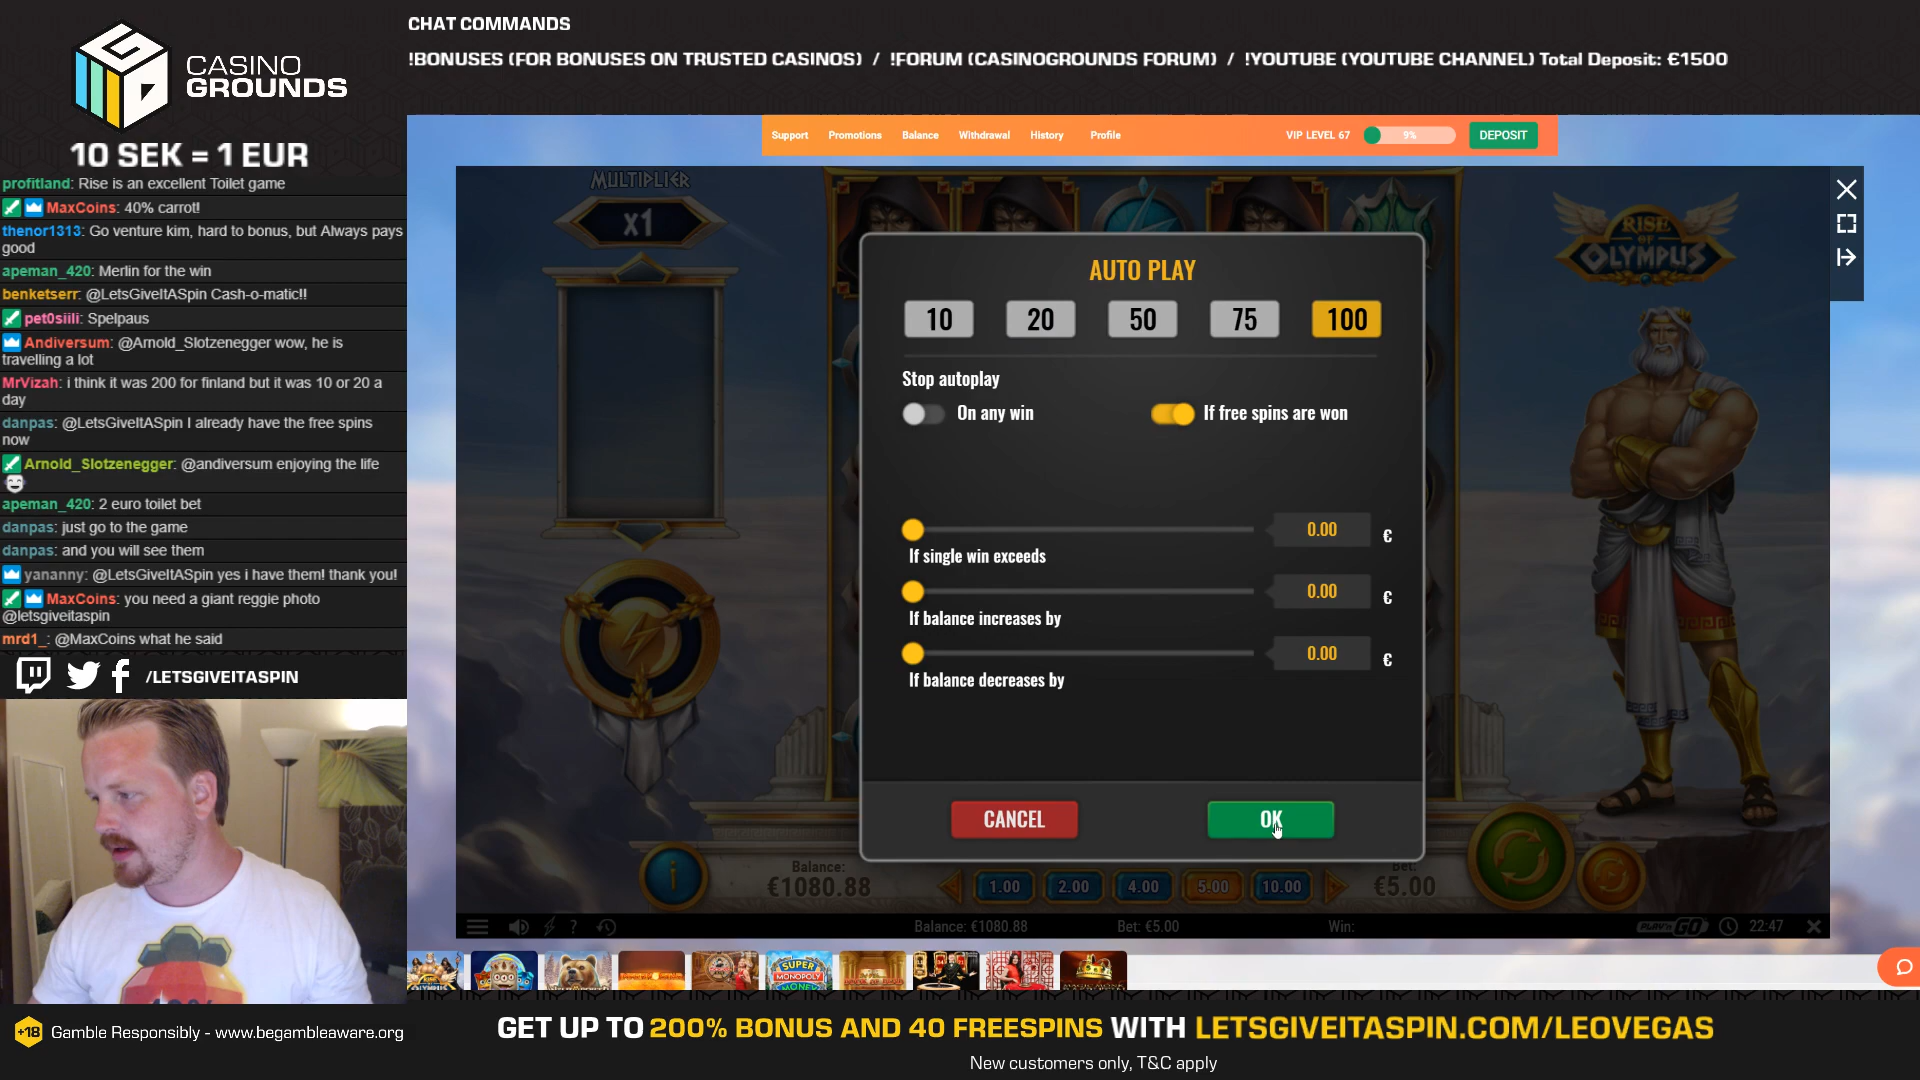 CHAT COMMANDS
!BONUSES (FOR BONUSES ON TRUSTED CASINOS) / !FORUM (CASINOGROUNDS FORUM) / !YOUTUBE (YOUTUBE CHANNEL) Total Deposit: €1500
CASINO
GROUNDS
10 SEK = 1 EUR
profitland: Rise is an excellent Toilet game
MaxCoins: 40% carrot!
thenor1313: Go venture kim, hard to bonus, but Always pays
good
apeman_420: Merlin for the win
benketserr: @LetsGiveItASpin Cash-o-matic!!
pet0siili: Spelpaus
Andiversum: @Arnold_Slotzenegger wow, he is
travelling a lot
MrVizah: i think it was 200 for finland but it was 10 or 20 a
day
danpas: @LetsGiveItASpin I already have the free spins
now
Arnold_Slotzenegger: @andiversum enjoying the life
apeman_420: 2 euro toilet bet
danpas: just go to the game
danpas: and you will see them
yananny: @LetsGiveItASpin yes i have them! thank you!
MaxCoins: you need a giant reggie photo
@letsgiveitaspin
mrd1_: @MaxCoins what he said
/LETSGIVEITASPIN
Support Promotions Balance Withdrawal History Profile VIP LEVEL 67 9% DEPOSIT
MULTIPLIER
x1
RISE
OF
OLYMPUS
AUTO PLAY
10 20 50 75 100
Stop autoplay
On any win If free spins are won
0.00 €
If single win exceeds
0.00 €
If balance increases by
0.00 €
If balance decreases by
CANCEL OK
Balance:
€1080.88
1.00 2.00 4.00 5.00 10.00
Bet:
€5.00
? Balance: €1080.88 Bet: €5.00 Win: PLAY'N GO 22:47
SUPER
MONOPOLY
MONEY
+18 Gamble Responsibly - www.begambleaware.org
GET UP TO 200% BONUS AND 40 FREESPINS WITH LETSGIVEITASPIN.COM/LEOVEGAS
New customers only, T&C apply